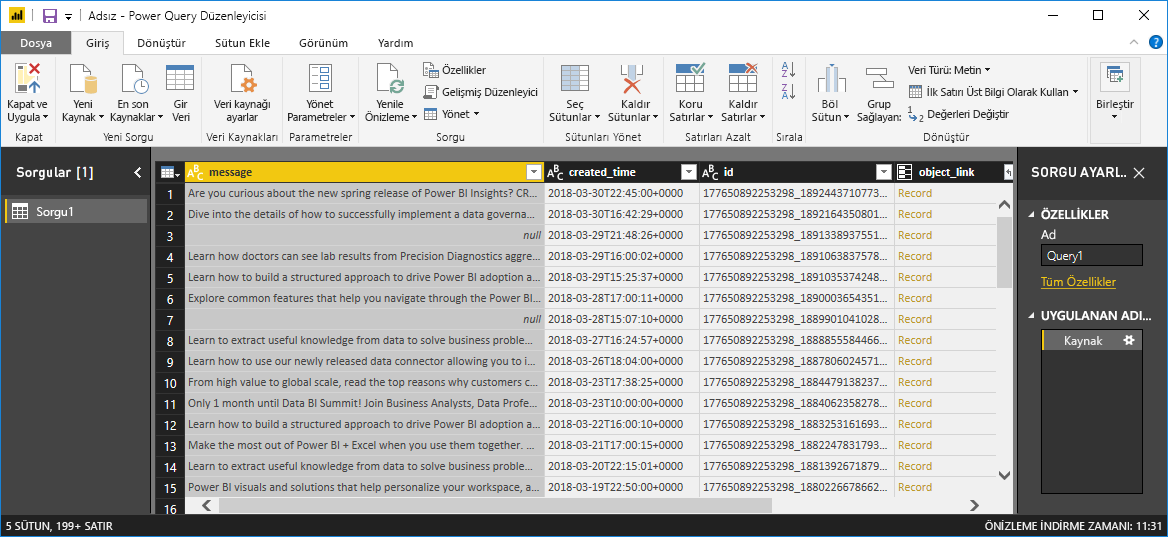 Adsız - Power Query Düzenleyicisi
Dosya Giriş Dönüştür Sütun Ekle Görünüm Yardım
Kapat ve Uygula
Yeni Kaynak
En son Kaynaklar
Gir Veri
Veri kaynağı ayarlar
Yönet Parametreler
Yenile Önizleme
Özellikler
Gelişmiş Düzenleyici
Yönet
Seç Sütunlar
Kaldır Sütunlar
Koru Satırlar
Kaldır Satırlar
A Z
Z A
Böl Sütun
Grup Sağlayan:
Veri Türü: Metin
İlk Satırı Üst Bilgi Olarak Kullan
1 2 Değerleri Değiştir
Birleştir
Kapat Yeni Sorgu Veri Kaynakları Parametreler Sorgu Sütunları Yönet Satırları Azalt Sırala Dönüştür
Sorgular [1]
Sorgu1
ABC message ABC created_time ABC id object_link
1 Are you curious about the new spring release of Power BI Insights? CR... 2018-03-30T22:45:00+0000 177650892253298_1892443710773... Record
2 Dive into the details of how to successfully implement a data governa... 2018-03-30T16:42:29+0000 177650892253298_1892164350801... Record
3 null 2018-03-29T21:48:26+0000 177650892253298_1891338937551... Record
4 Learn how doctors can see lab results from Precision Diagnostics aggre... 2018-03-29T16:00:02+0000 177650892253298_1891063837578... Record
5 Learn how to build a structured approach to drive Power BI adoption a... 2018-03-29T15:25:37+0000 177650892253298_1891035374248... Record
6 Explore common features that help you navigate through the Power BI... 2018-03-28T17:00:11+0000 177650892253298_1890003654351... Record
7 null 2018-03-28T15:07:10+0000 177650892253298_1889901041028... Record
8 Learn to extract useful knowledge from data to solve business proble... 2018-03-27T16:24:57+0000 177650892253298_1888855584466... Record
9 Learn how to use our newly released data connector allowing you to i... 2018-03-26T18:04:00+0000 177650892253298_1887806024571... Record
10 From high value to global scale, read the top reasons why customers c... 2018-03-23T17:38:25+0000 177650892253298_1884479138237... Record
11 Only 1 month until Data BI Summit! Join Business Analysts, Data Profe... 2018-03-23T10:00:00+0000 177650892253298_1884062358278... Record
12 Learn how to build a structured approach to drive Power BI adoption a... 2018-03-22T16:00:10+0000 177650892253298_1883253161693... Record
13 Make the most out of Power BI + Excel when you use them together. ... 2018-03-21T17:00:15+0000 177650892253298_1882247831793... Record
14 Learn to extract useful knowledge from data to solve business proble... 2018-03-20T22:15:01+0000 177650892253298_1881392671879... Record
15 Power BI visuals and solutions that help personalize your workspace, a... 2018-03-19T22:50:00+0000 177650892253298_1880226678662... Record
16
SORGU AYARL...
ÖZELLİKLER
Ad
Query1
Tüm Özellikler
UYGULANAN ADI...
Kaynak
5 SÜTUN, 199+ SATIR
ÖNİZLEME İNDİRME ZAMANI: 11:31